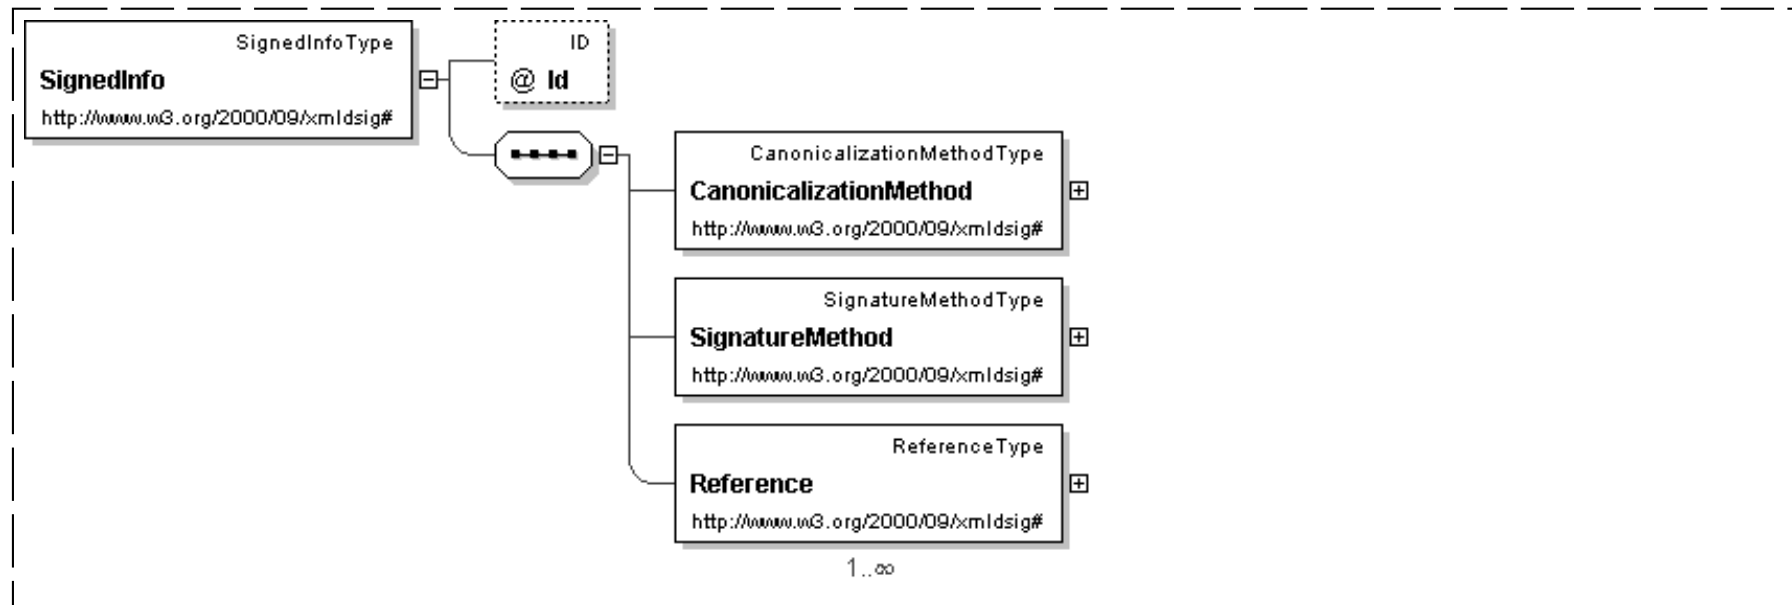 SignedInfoType
SignedInfo
http://www.w3.org/2000/09/xmldsig#
ID
@ Id
CanonicalizationMethodType
CanonicalizationMethod
http://www.w3.org/2000/09/xmldsig#
SignatureMethodType
SignatureMethod
http://www.w3.org/2000/09/xmldsig#
ReferenceType
Reference
http://www.w3.org/2000/09/xmldsig#
1..∞